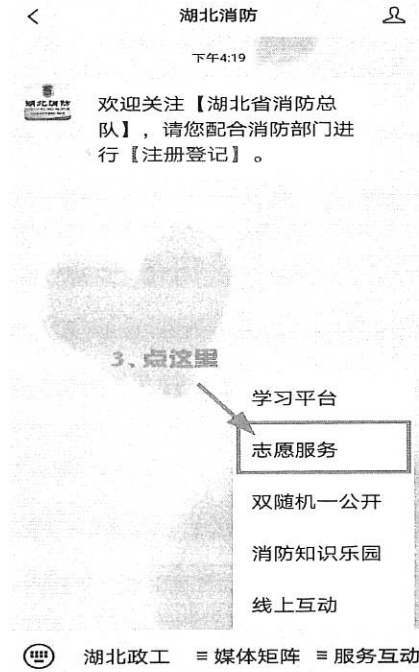 湖北消防
下午4:19
湖北消防
欢迎关注【湖北省消防总
队】，请您配合消防部门进
行『注册登记』。
3、点这里
学习平台
志愿服务
双随机一公开
消防知识乐园
线上互动
湖北政工 ≡媒体矩阵 ≡服务互动